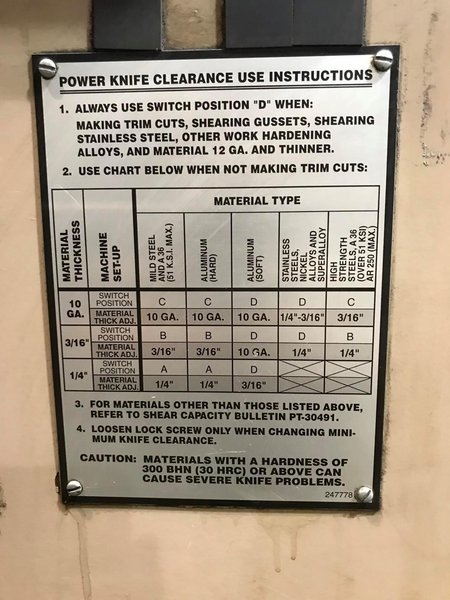 POWER KNIFE CLEARANCE USE INSTRUCTIONS
1. ALWAYS USE SWITCH POSITION "D" WHEN:
MAKING TRIM CUTS, SHEARING GUSSETS, SHEARING
STAINLESS STEEL, OTHER WORK HARDENING
ALLOYS, AND MATERIAL 12 GA. AND THINNER.
2. USE CHART BELOW WHEN NOT MAKING TRIM CUTS:
MATERIAL TYPE
MATERIAL THICKNESS
MACHINE SET-UP
MILD STEEL AND A 36 (51 K.S.I. MAX.)
ALUMINUM (HARD)
ALUMINUM (SOFT)
STAINLESS STEELS, NICKEL ALLOYS AND SUPERALLOY
HIGH STRENGTH STEELS, A 36 (OVER 51 KSI) AR 250 (MAX.)
10 GA. SWITCH POSITION C C D D C
MATERIAL THICK ADJ. 10 GA. 10 GA. 10 GA. 1/4"-3/16" 3/16"
3/16" SWITCH POSITION B B D D B
MATERIAL THICK ADJ. 3/16" 3/16" 10 GA. 1/4" 1/4"
1/4" SWITCH POSITION A A D
MATERIAL THICK ADJ. 1/4" 1/4" 3/16"
3. FOR MATERIALS OTHER THAN THOSE LISTED ABOVE,
REFER TO SHEAR CAPACITY BULLETIN PT-30491.
4. LOOSEN LOCK SCREW ONLY WHEN CHANGING MINI-
MUM KNIFE CLEARANCE.
CAUTION: MATERIALS WITH A HARDNESS OF
300 BHN (30 HRC) OR ABOVE CAN
CAUSE SEVERE KNIFE PROBLEMS.
247778